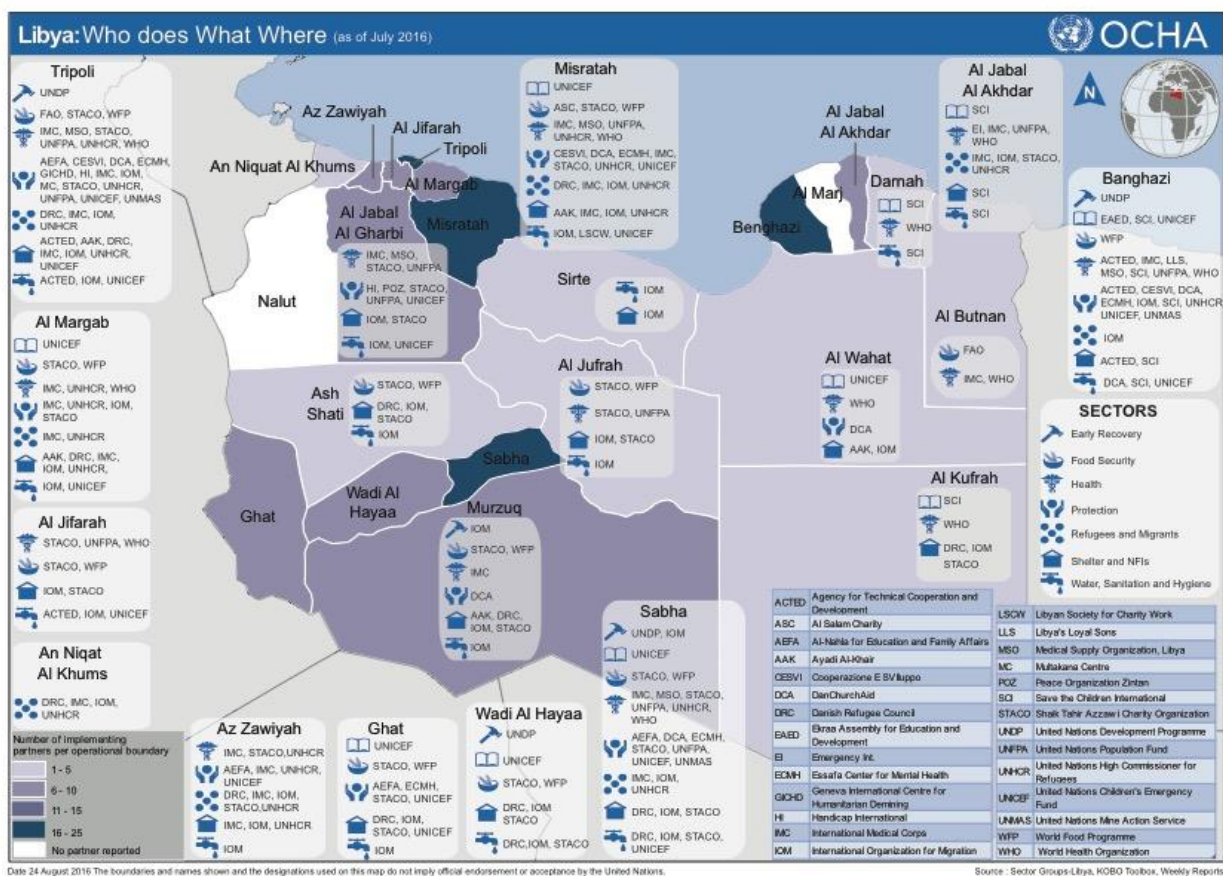 Libya: Who does What Where (as of July 2016)
OCHA
Tripoli
UNDP
FAO, STACO, WFP
IMC, MSO, STACO,
UNFPA, UNHCR, WHO
AEFA, CESVI, DCA, ECMH,
GICHD, HI, IMC, IOM,
MC, STACO, UNHCR,
UNFPA, UNICEF, UNMAS
DRC, IMC, IOM,
UNHCR
ACTED, AAK, DRC,
IMC, IOM, UNHCR,
UNICEF
ACTED, IOM, UNICEF
Al Margab
UNICEF
STACO, WFP
IMC, UNHCR, WHO
IMC, UNHCR, IOM,
STACO
IMC, UNHCR
AAK, DRC, IMC,
IOM, UNHCR,
IOM, UNICEF
Al Jifarah
STACO, UNFPA, WHO
STACO, WFP
IOM, STACO
ACTED, IOM, UNICEF
An Niqat
Al Khums
DRC, IMC, IOM,
UNHCR
Number of implementing
partners per operational boundary
1 - 5
6 - 10
11 - 15
16 - 25
No partner reported
Az Zawiyah
Al Jifarah
Tripoli
An Niquat Al Khums
Al Margab
Al Jabal
Al Gharbi
IMC, MSO,
STACO, UNFPA
HI, POZ, STACO,
UNFPA, UNICEF
IOM, STACO
IOM, UNICEF
Misratah
Nalut
Misratah
UNICEF
ASC, STACO, WFP
IMC, MSO, UNFPA,
UNHCR, WHO
CESVI, DCA, ECMH, IMC,
STACO, UNHCR, UNICEF
DRC, IMC, IOM, UNHCR
AAK, IMC, IOM, UNHCR
IOM, LSCW, UNICEF
Sirte
IOM
IOM
Al Jabal
Al Akhdar
Al Marj
Benghazi
Darnah
SCI
WHO
SCI
Al Jabal
Al Akhdar
SCI
EI, IMC, UNFPA,
WHO
IMC, IOM, STACO,
UNHCR
SCI
SCI
N
Banghazi
UNDP
EAED, SCI, UNICEF
WFP
ACTED, IMC, LLS,
MSO, SCI, UNFPA, WHO
ACTED, CESVI, DCA,
ECMH, IOM, SCI, UNHCR
UNICEF, UNMAS
IOM
ACTED, SCI
DCA, SCI, UNICEF
Al Butnan
FAO
IMC, WHO
Al Wahat
UNICEF
WHO
DCA
AAK, IOM
Al Jufrah
STACO, WFP
STACO, UNFPA
IOM, STACO
IOM
Ash
Shati
STACO, WFP
DRC, IOM,
STACO
IOM
Sabha
Wadi Al
Hayaa
Ghat
Murzuq
IOM
STACO, WFP
IMC
DCA
AAK, DRC,
IOM, STACO
IOM
Al Kufrah
SCI
WHO
DRC, IOM
STACO
SECTORS
Early Recovery
Food Security
Health
Protection
Refugees and Migrants
Shelter and NFIs
Water, Sanitation and Hygiene
Sabha
UNDP, IOM
UNICEF
STACO, WFP
IMC, MSO, STACO,
UNFPA, UNHCR,
WHO
AEFA, DCA, ECMH,
STACO, UNFPA,
UNICEF, UNMAS
IMC, IOM,
UNHCR
DRC, IOM, STACO
DRC, IOM, STACO,
UNICEF
Az Zawiyah
IMC, STACO,UNHCR
AEFA, IMC, UNHCR,
UNICEF
DRC, IMC, IOM,
STACO,UNHCR
IMC, IOM, UNHCR
IOM
Ghat
UNICEF
STACO, WFP
AEFA, ECMH,
STACO, UNICEF
DRC, IOM,
STACO, UNICEF
IOM
Wadi Al Hayaa
UNDP
UNICEF
STACO, WFP
DRC, IOM
STACO
DRC,IOM, STACO
ACTED Agency for Technical Cooperation and
Development
ASC Al Salam Charity
AEFA Al-Nahla for Education and Family Affairs
AAK Ayadi Al-Khair
CESVI Cooperazione E SVIluppo
DCA DanChurchAid
DRC Danish Refugee Council
EAED Ekraa Assembly for Education and
Development
EI Emergency Int.
ECMH Essafa Center for Mental Health
GICHD Geneva International Centre for
Humanitarian Demining
HI Handicap International
IMC International Medical Corps
IOM International Organization for Migration
LSCW Libyan Society for Charity Work
LLS Libya's Loyal Sons
MSO Medical Supply Organization, Libya
MC Multakana Centre
POZ Peace Organization Zintan
SCI Save the Children International
STACO Shaik Tahir Azzawi Charity Organization
UNDP United Nations Development Programme
UNFPA United Nations Population Fund
UNHCR United Nations High Commissioner for
Refugees
UNICEF United Nations Children's Emergency
Fund
UNMAS United Nations Mine Action Service
WFP World Food Programme
WHO World Health Organization
Date 24 August 2016 The boundaries and names shown and the designations used on this map do not imply official endorsement or acceptance by the United Nations.
Source : Sector Groups-Libya, KOBO Toolbox, Weekly Reports